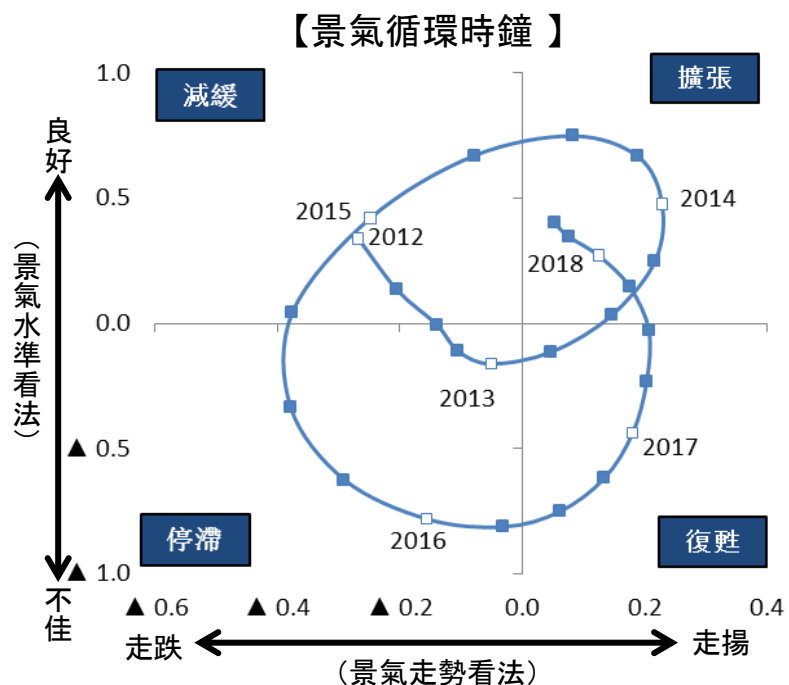 【景氣循環時鐘 】
1.0
減緩
擴張
良好
0.5
2015
2012
2014
2018
(景氣水準看法)
0.0
2013
▲ 0.5
2017
停滯
2016
復甦
▲ 1.0
不佳
▲ 0.6 ▲ 0.4 ▲ 0.2 0.0 0.2 0.4
走跌 走揚
(景氣走勢看法)